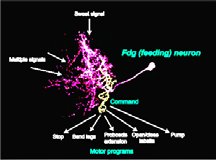 Sweet signal
Fdg (feeding) neuron
Multiple signals
Command
Stop
Bend legs
Proboscis
extension
Open/close
labella
Pump
Motor programs